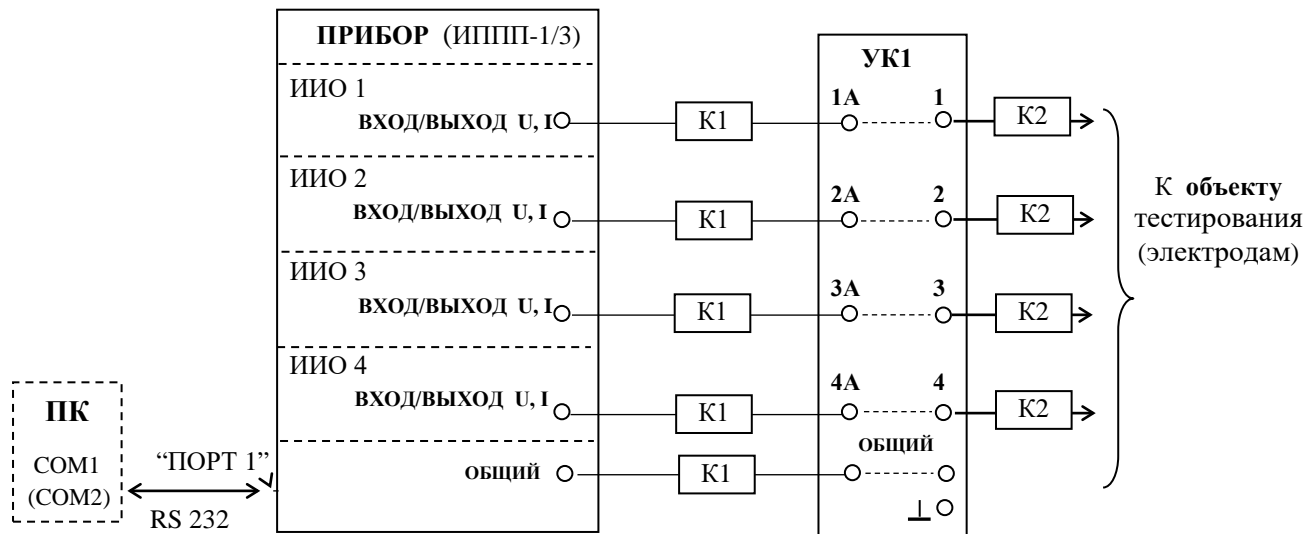 ПРИБОР (ИППП-1/3)
УК1
ИИО 1
ВХОД/ВЫХОД U, I
К1
1А
1
К2
ИИО 2
ВХОД/ВЫХОД U, I
К1
2А
2
К2
К объекту
тестирования
(электродам)
ИИО 3
ВХОД/ВЫХОД U, I
К1
3А
3
К2
ИИО 4
ВХОД/ВЫХОД U, I
К1
4А
4
К2
ОБЩИЙ
ОБЩИЙ
К1
ПК
COM1
(COM2)
“ПОРТ 1”
RS 232